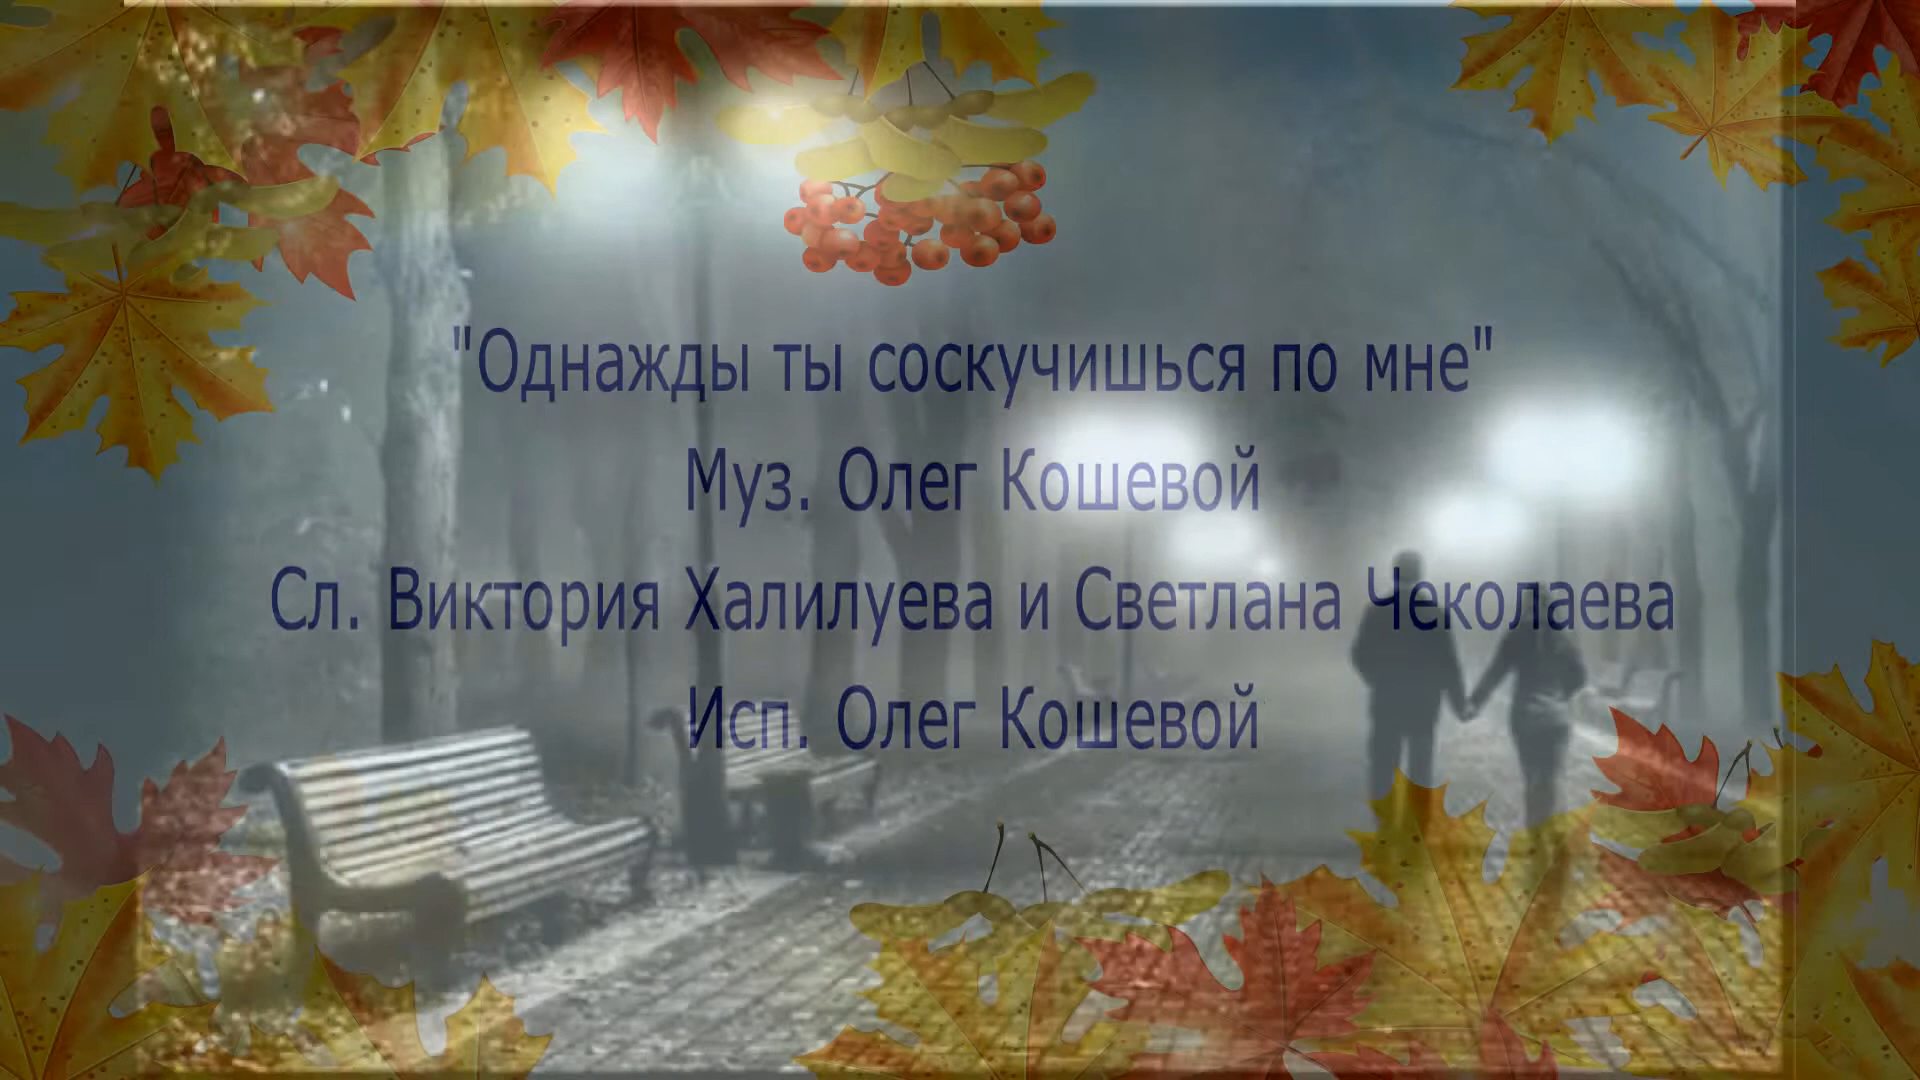 "Однажды ты соскучишься по мне"
Муз. Олег Кошевой
Сл. Виктория Халилуева и Светлана Чеколаева
Исп. Олег Кошевой